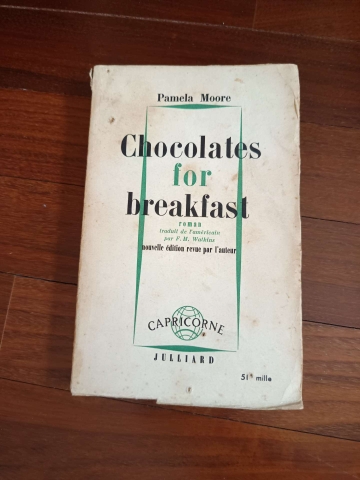 Pamela Moore
Chocolates
for
breakfast
roman
traduit de l'américain
par F. M. Watkins
nouvelle édition revue par l'auteur
CAPRICORNE
JULLIARD
51e mille